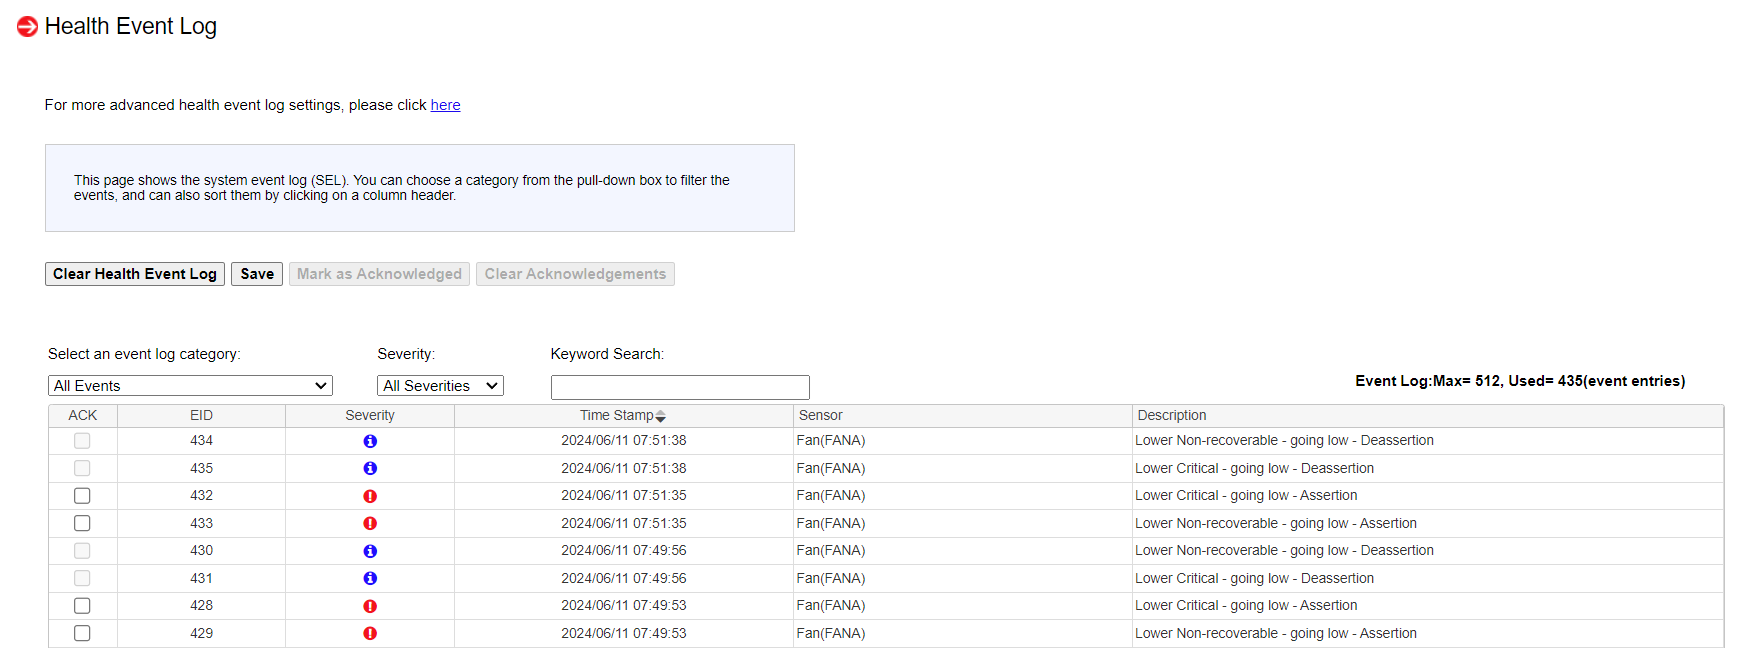 Health Event Log
For more advanced health event log settings, please click here
This page shows the system event log (SEL). You can choose a category from the pull-down box to filter the
events, and can also sort them by clicking on a column header.
Clear Health Event Log Save Mark as Acknowledged Clear Acknowledgements
Select an event log category: Severity: Keyword Search:
All Events All Severities
Event Log:Max= 512, Used= 435(event entries)
ACK EID Severity Time Stamp Sensor Description
434 2024/06/11 07:51:38 Fan(FANA) Lower Non-recoverable - going low - Deassertion
435 2024/06/11 07:51:38 Fan(FANA) Lower Critical - going low - Deassertion
432 2024/06/11 07:51:35 Fan(FANA) Lower Critical - going low - Assertion
433 2024/06/11 07:51:35 Fan(FANA) Lower Non-recoverable - going low - Assertion
430 2024/06/11 07:49:56 Fan(FANA) Lower Non-recoverable - going low - Deassertion
431 2024/06/11 07:49:56 Fan(FANA) Lower Critical - going low - Deassertion
428 2024/06/11 07:49:53 Fan(FANA) Lower Critical - going low - Assertion
429 2024/06/11 07:49:53 Fan(FANA) Lower Non-recoverable - going low - Assertion